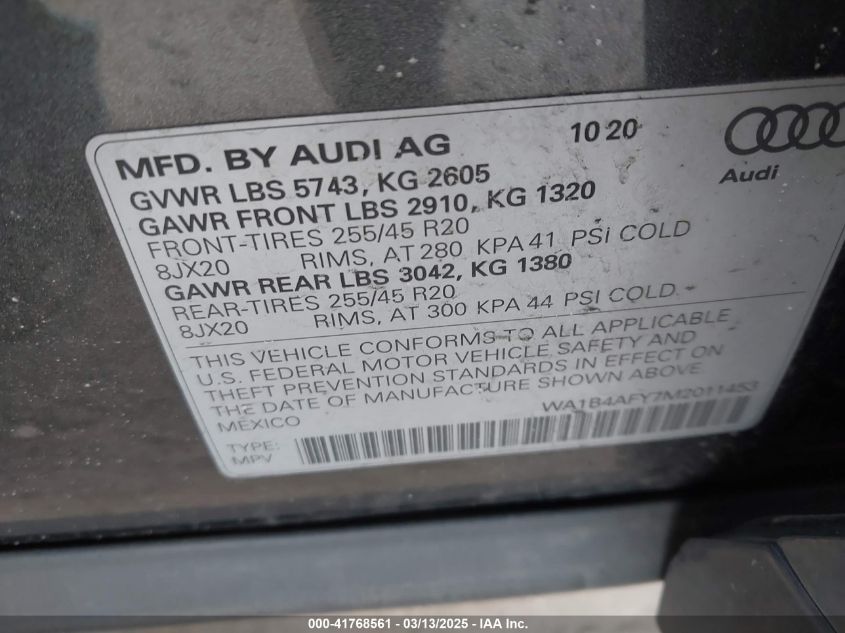 MFD. BY AUDI AG 10 20
Audi
GVWR LBS 5743, KG 2605
GAWR FRONT LBS 2910, KG 1320
FRONT-TIRES 255/45 R20
8JX20 RIMS, AT 280 KPA 41 PSI COLD
GAWR REAR LBS 3042, KG 1380
REAR-TIRES 255/45 R20
8JX20 RIMS, AT 300 KPA 44 PSI COLD
THIS VEHICLE CONFORMS TO ALL APPLICABLE
U.S. FEDERAL MOTOR VEHICLE SAFETY AND
THEFT PREVENTION STANDARDS IN EFFECT ON
THE DATE OF MANUFACTURE SHOWN ABOVE.
MEXICO WA1B4AFY7M2011453
TYPE:
MPV
000-41768561 — 03/13/2025 — IAA Inc.